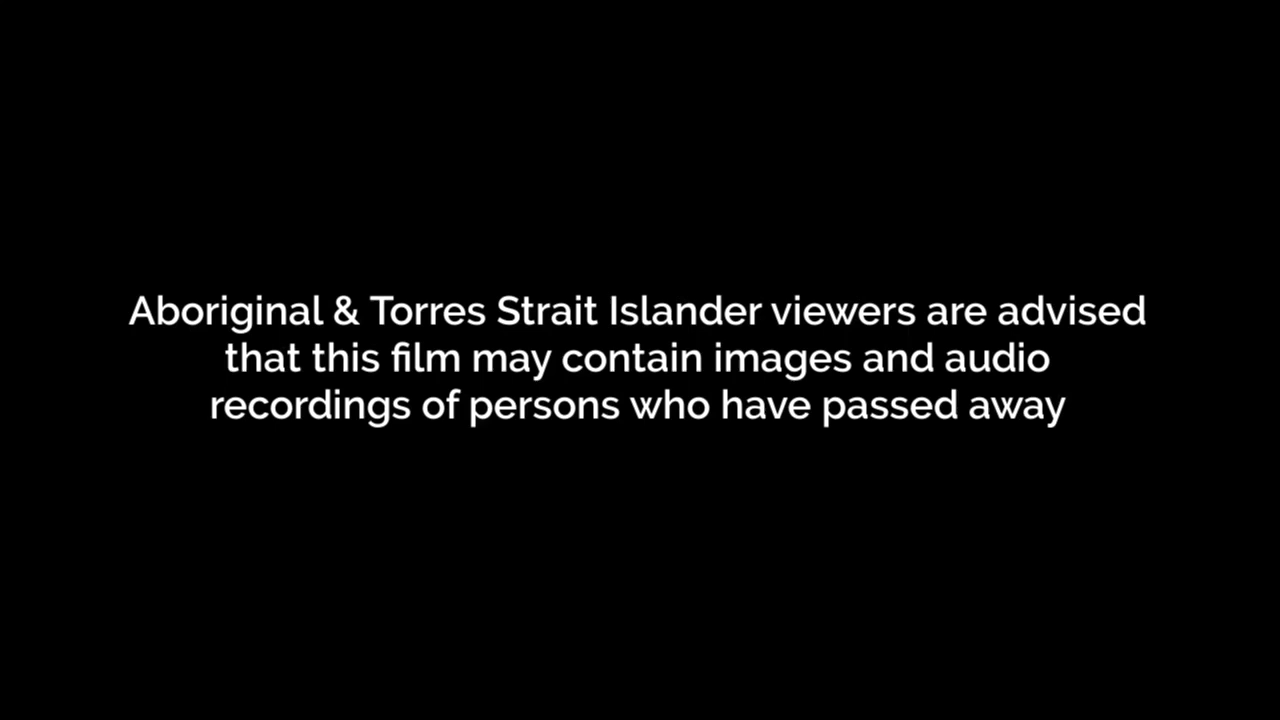 Aboriginal & Torres Strait Islander viewers are advised
that this film may contain images and audio
recordings of persons who have passed away